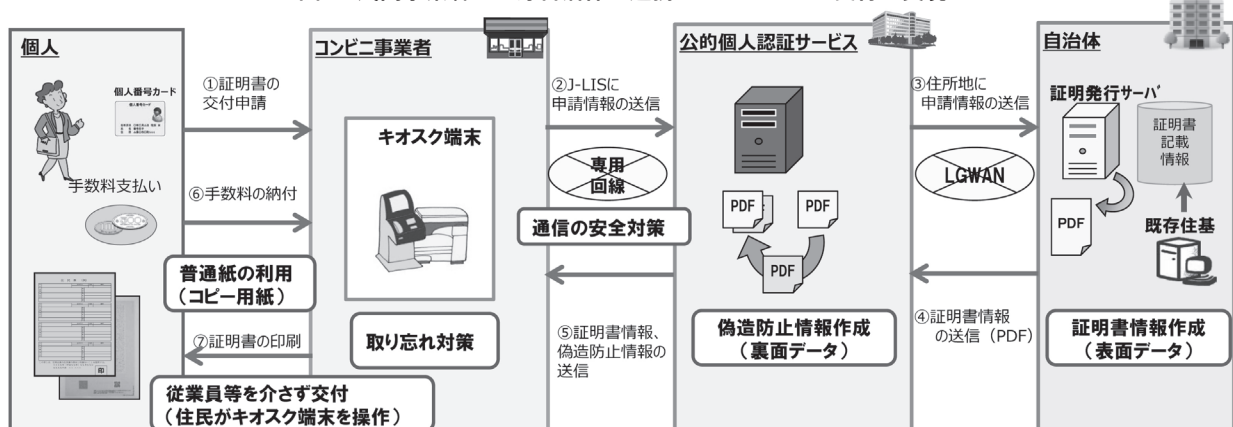 個人
個人番号カード
手数料支払い
①証明書の
交付申請
⑥手数料の納付
普通紙の利用
（コピー用紙）
⑦証明書の印刷
印
従業員等を介さず交付
（住民がキオスク端末を操作）
コンビニ事業者
キオスク端末
取り忘れ対策
②J-LISに
申請情報の送信
専用
回線
通信の安全対策
⑤証明書情報、
偽造防止情報の
送信
公的個人認証サービス
PDF
PDF
PDF
偽造防止情報作成
（裏面データ）
③住所地に
申請情報の送信
LGWAN
④証明書情報
の送信（PDF）
自治体
証明発行サーバ
証明書
記載
情報
PDF
既存住基
証明書情報作成
（表面データ）